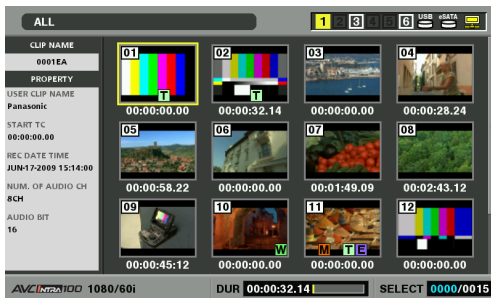 ALL
1 2 3 4 5 6 USB eSATA
CLIP NAME
0001EA
PROPERTY
USER CLIP NAME
Panasonic
START TC
00:00:00.00
REC DATE TIME
JUN-17-2009 15:14:00
NUM. OF AUDIO CH
8CH
AUDIO BIT
16
01 02 03 04
T T
00:00:00.00 00:00:32.14 00:00:00.00 00:00:28.24
05 06 07 08
00:00:58.22 00:00:00.00 00:01:49.09 00:02:43.12
09 10 11 12
W M T E
00:00:45:12 00:00:00.00 00:00:00.00 00:00:00.00
AVC INTRA 100 1080/60i DUR 00:00:32.14 SELECT 0000/0015